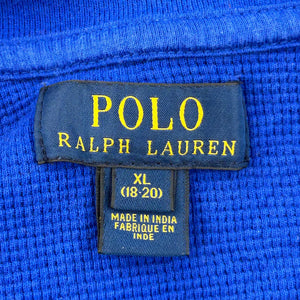 POLO
RALPH LAUREN
XL
(18-20)
MADE IN INDIA
FABRIQUE EN
INDE